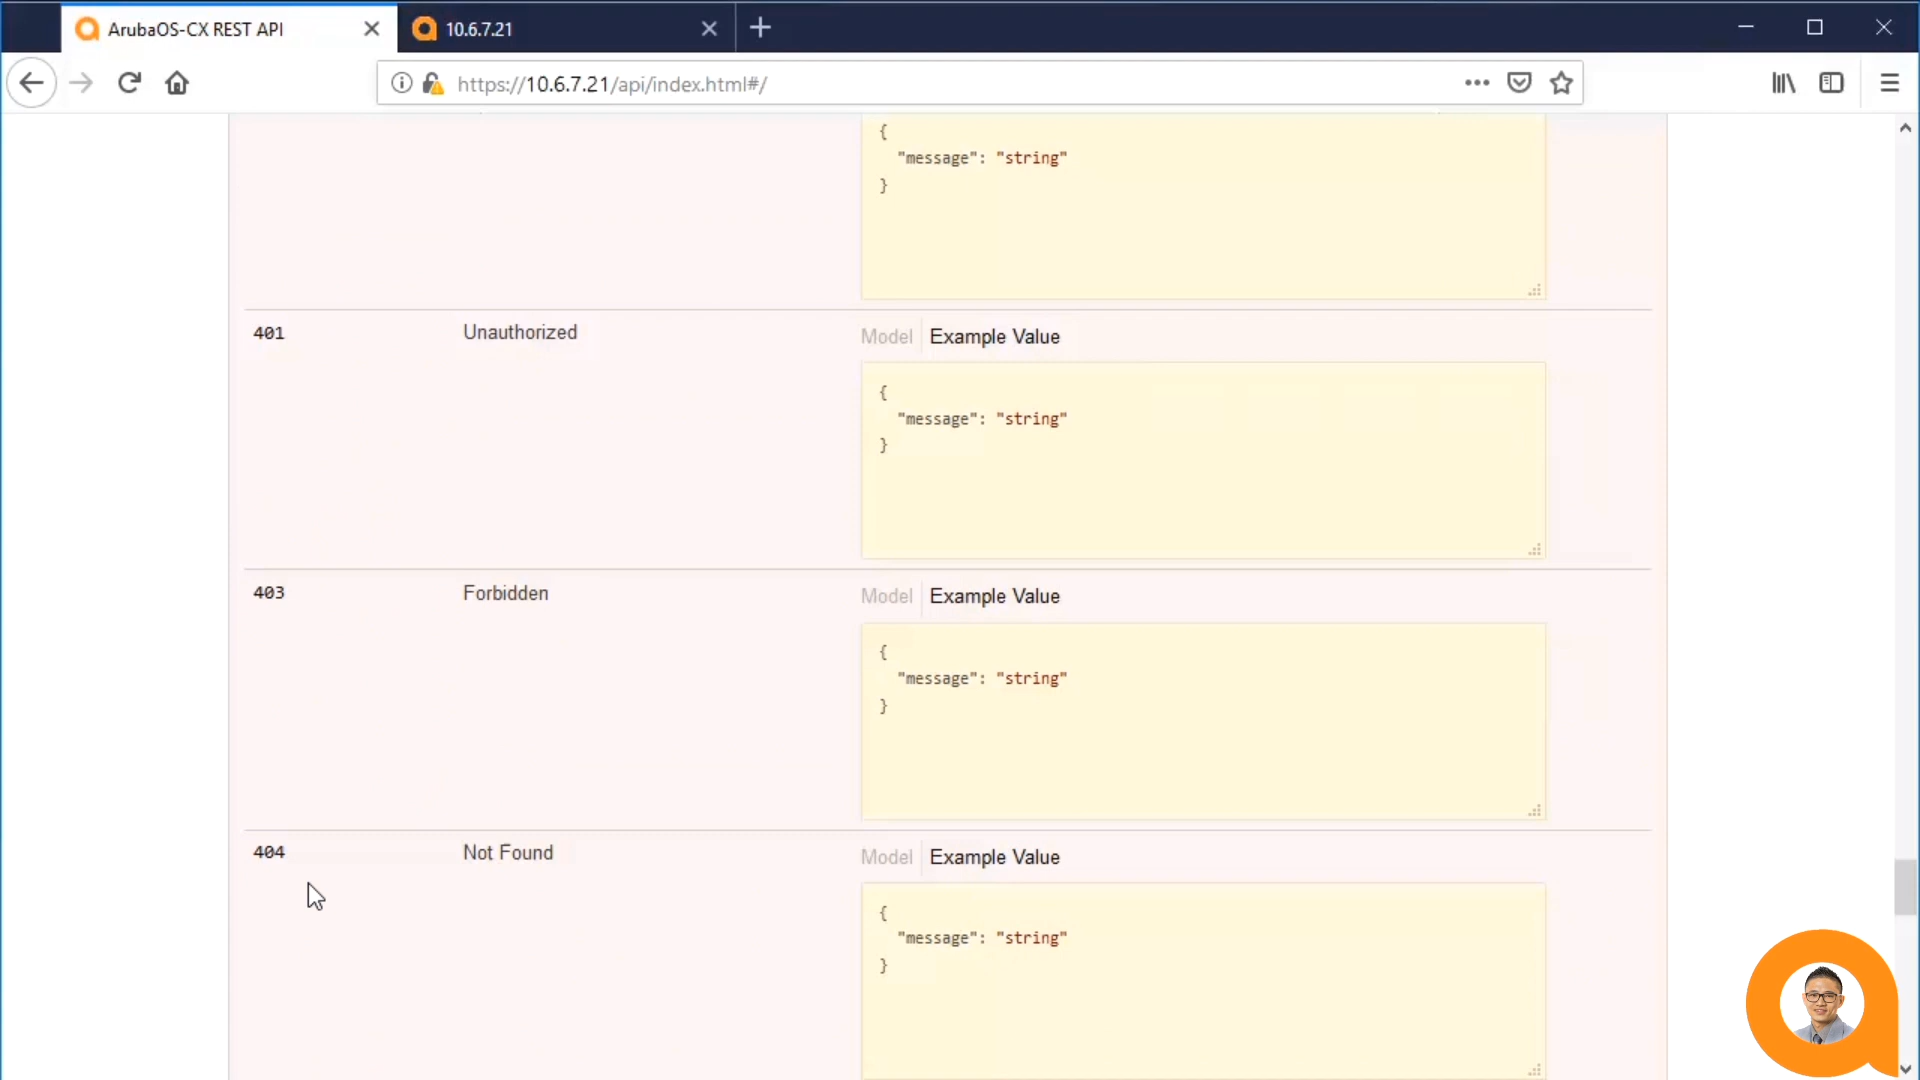 ArubaOS-CX REST API
10.6.7.21
https://10.6.7.21/api/index.html#/
{
"message": "string"
}
401 Unauthorized Model Example Value
{
"message": "string"
}
403 Forbidden Model Example Value
{
"message": "string"
}
404 Not Found Model Example Value
{
"message": "string"
}